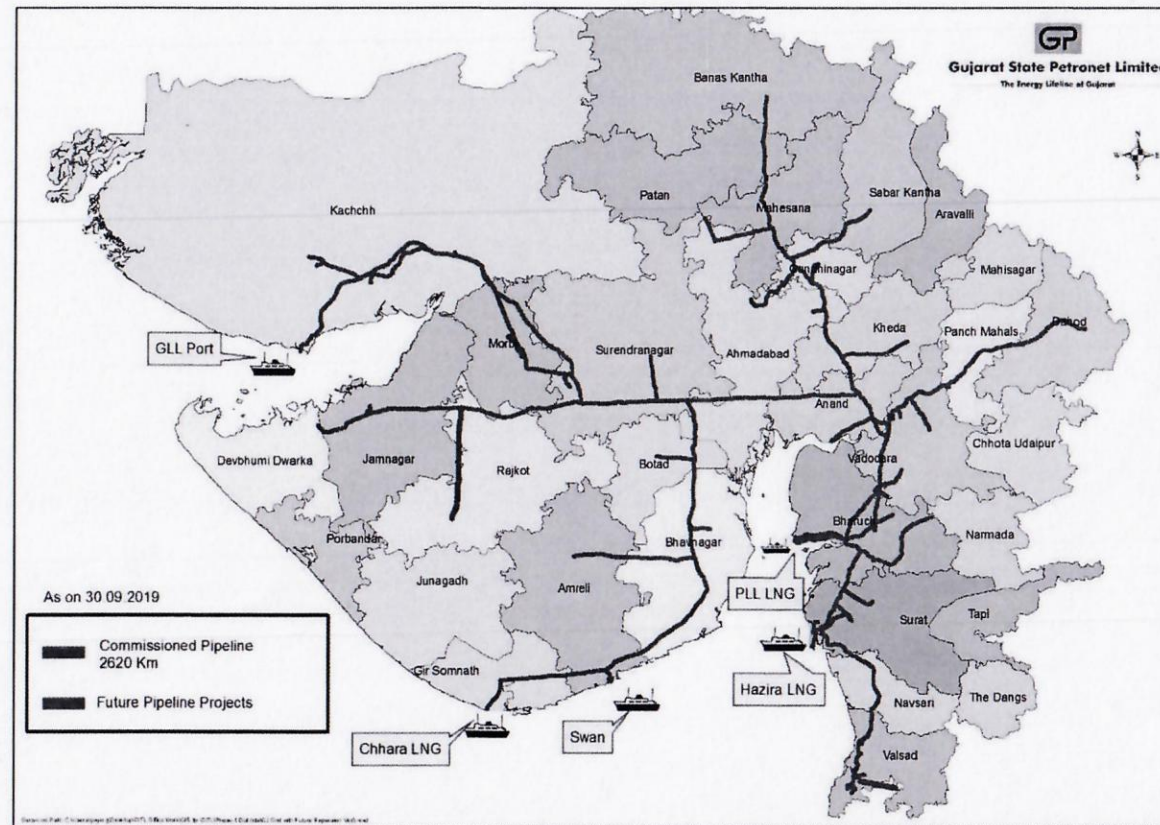 GP
Gujarat State Petronet Limited
The Energy Lifeline of Gujarat
Banas Kantha
Patan
Mahesana
Sabar Kantha
Aravalli
Kachchh
Gandhinagar
Mahisagar
GLL Port
Morbi
Surendranagar
Ahmadabad
Kheda
Panch Mahals
Dahod
Anand
Devbhumi Dwarka
Jamnagar
Rajkot
Botad
Vadodara
Chhota Udaipur
Porbandar
Bhavnagar
Bharuch
Narmada
Junagadh
Amreli
PLL LNG
Surat
Tapi
As on 30 09.2019
Commissioned Pipeline
2620 Km
Future Pipeline Projects
Gir Somnath
Hazira LNG
Navsari
The Dangs
Chhara LNG
Swan
Valsad